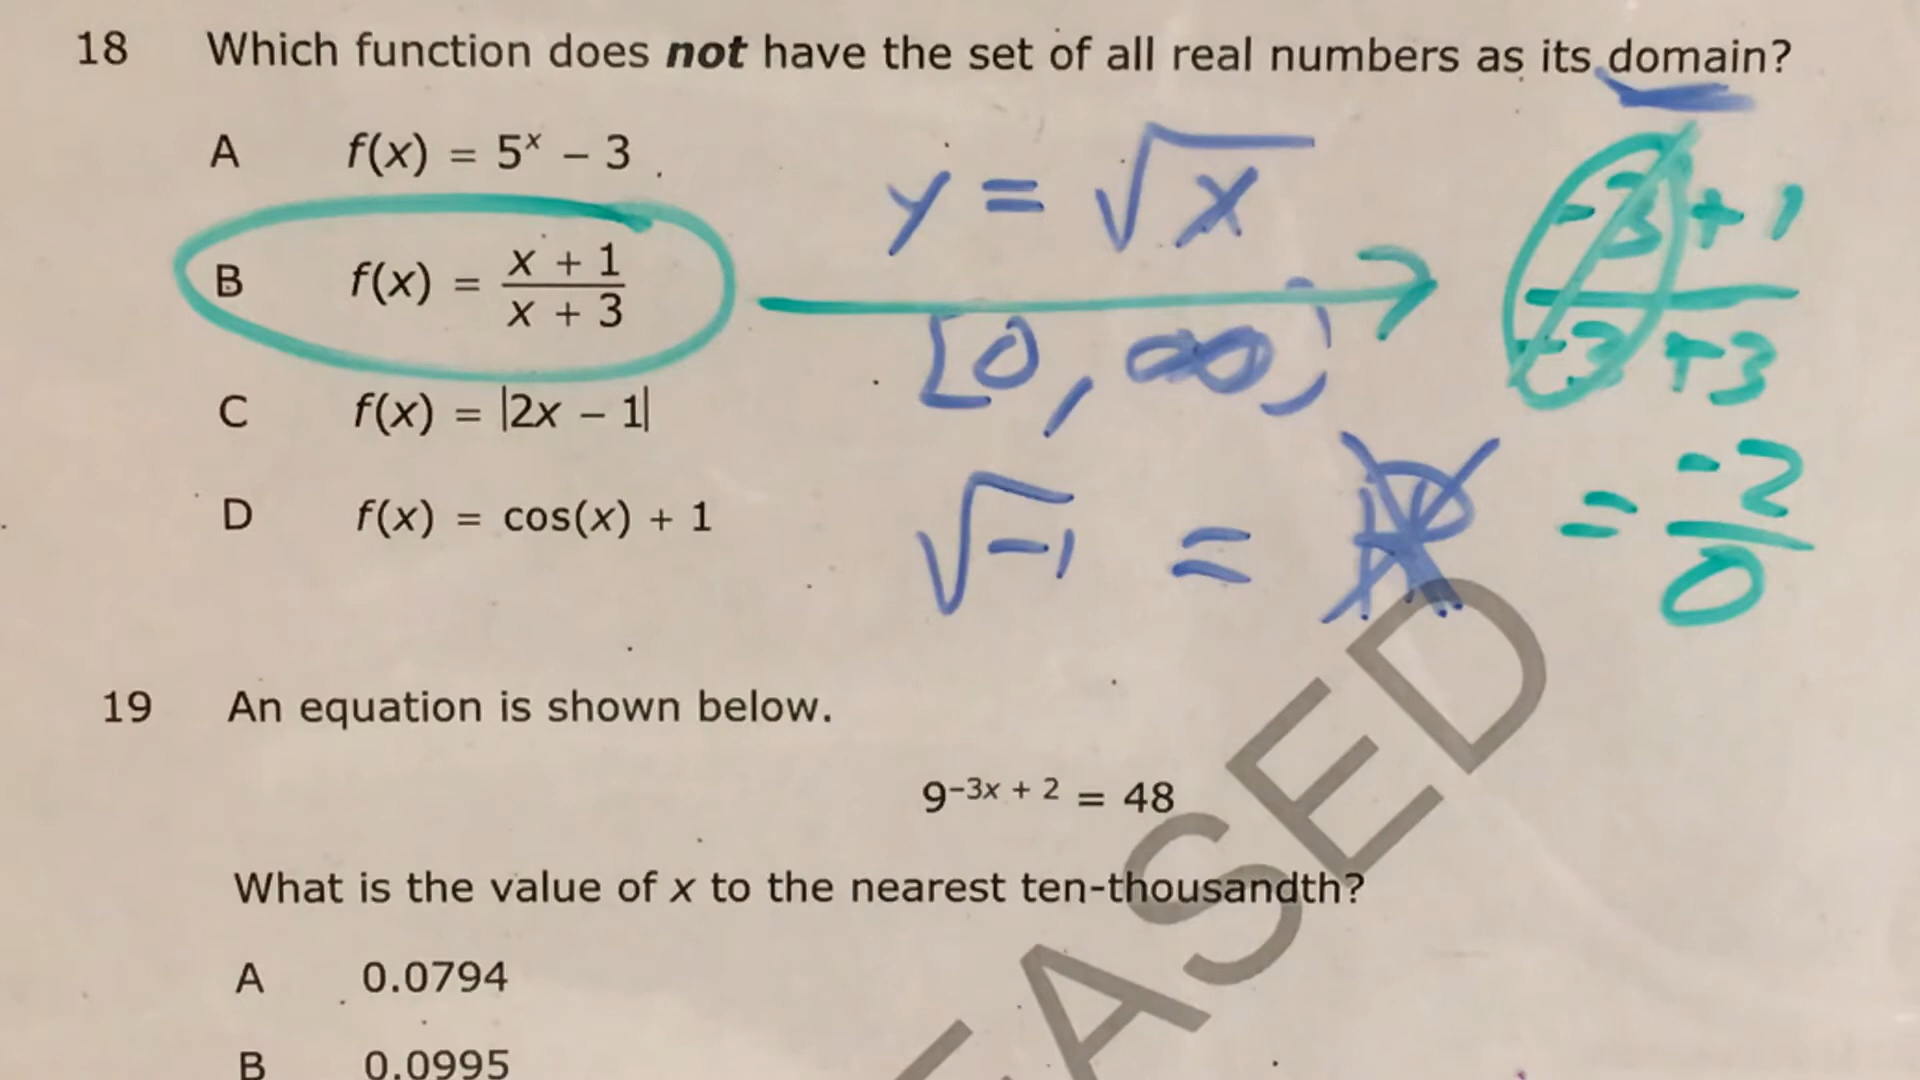 18 Which function does not have the set of all real numbers as its domain?
A f(x) = 5ˣ – 3
y = √x
-3 + 1
B f(x) = x + 1
x + 3
-3 + 3
[0, ∞)
C f(x) = |2x – 1|
√-1 =
= -2
0
D f(x) = cos(x) + 1
19 An equation is shown below.
9⁻³ˣ ⁺ ² = 48
What is the value of x to the nearest ten-thousandth?
A 0.0794
B 0.0995
EASED